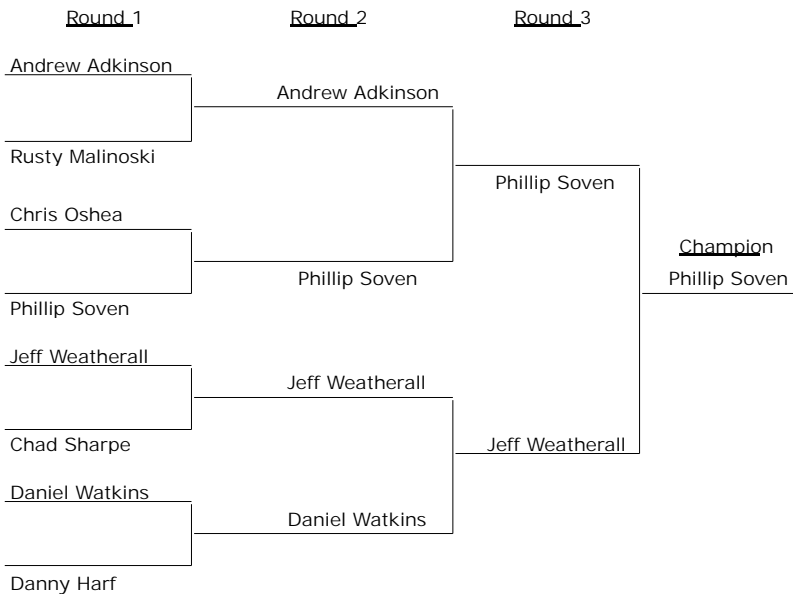 Round 1
Round 2
Round 3
Andrew Adkinson
Rusty Malinoski
Chris Oshea
Phillip Soven
Jeff Weatherall
Chad Sharpe
Daniel Watkins
Danny Harf
Andrew Adkinson
Phillip Soven
Jeff Weatherall
Daniel Watkins
Phillip Soven
Jeff Weatherall
Champion
Phillip Soven